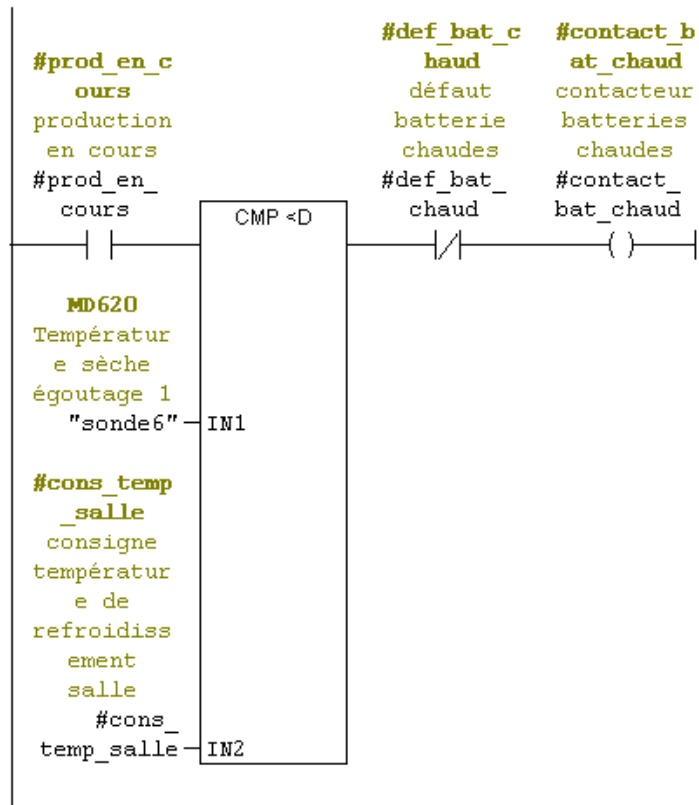 #prod_en_c
ours
production
en cours
#prod_en_
cours
CMP <D
#def_bat_c
haud
défaut
batterie
chaudes
#def_bat_
chaud
#contact_b
at_chaud
contacteur
batteries
chaudes
#contact_
bat_chaud
MD620
Températur
e sèche
égoutage 1
"sonde6"
IN1
#cons_temp
_salle
consigne
températur
e de
refroidiss
ement
salle
#cons_
temp_salle
IN2